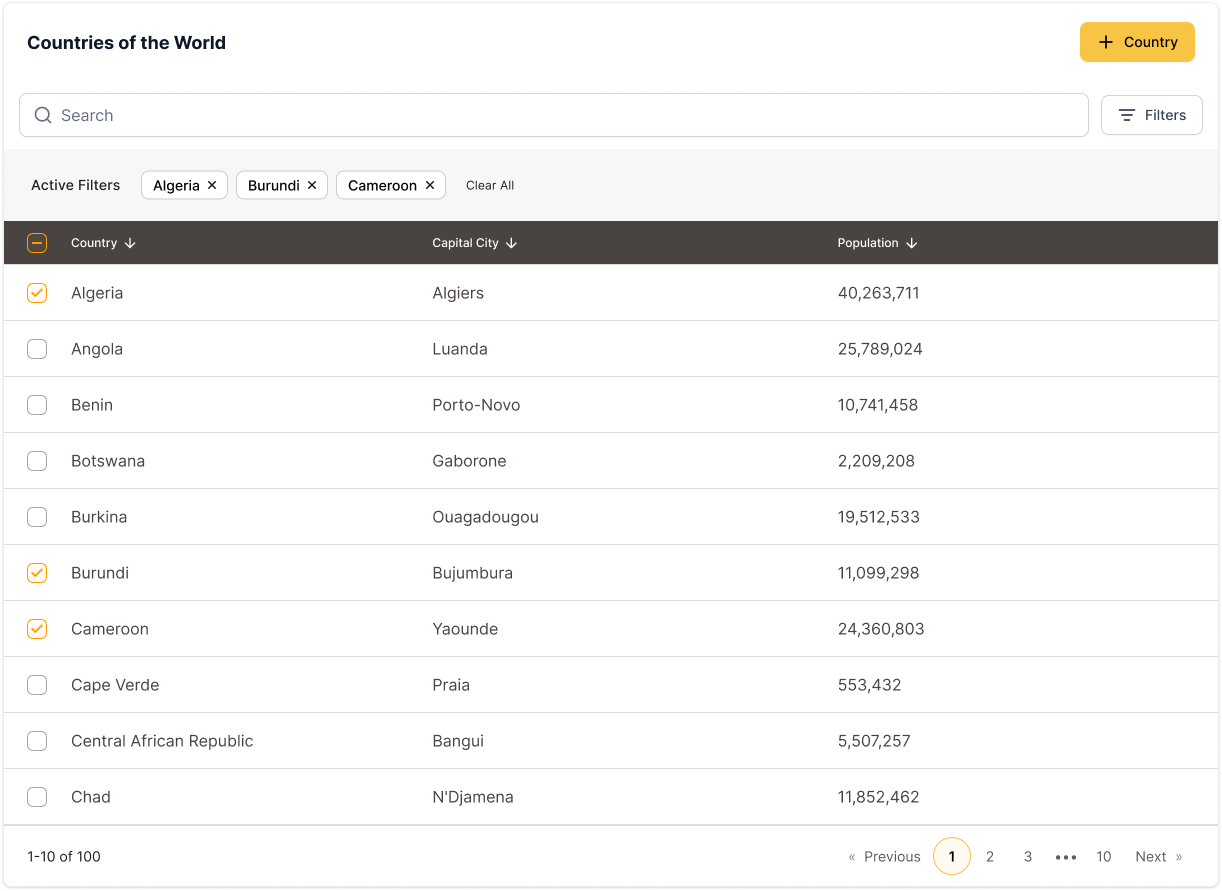 Countries of the World
+ Country
Search
Filters
Active Filters Algeria × Burundi × Cameroon × Clear All
Country ↓ Capital City ↓ Population ↓
Algeria Algiers 40,263,711
Angola Luanda 25,789,024
Benin Porto-Novo 10,741,458
Botswana Gaborone 2,209,208
Burkina Ouagadougou 19,512,533
Burundi Bujumbura 11,099,298
Cameroon Yaounde 24,360,803
Cape Verde Praia 553,432
Central African Republic Bangui 5,507,257
Chad N'Djamena 11,852,462
1-10 of 100 « Previous 1 2 3 ••• 10 Next »